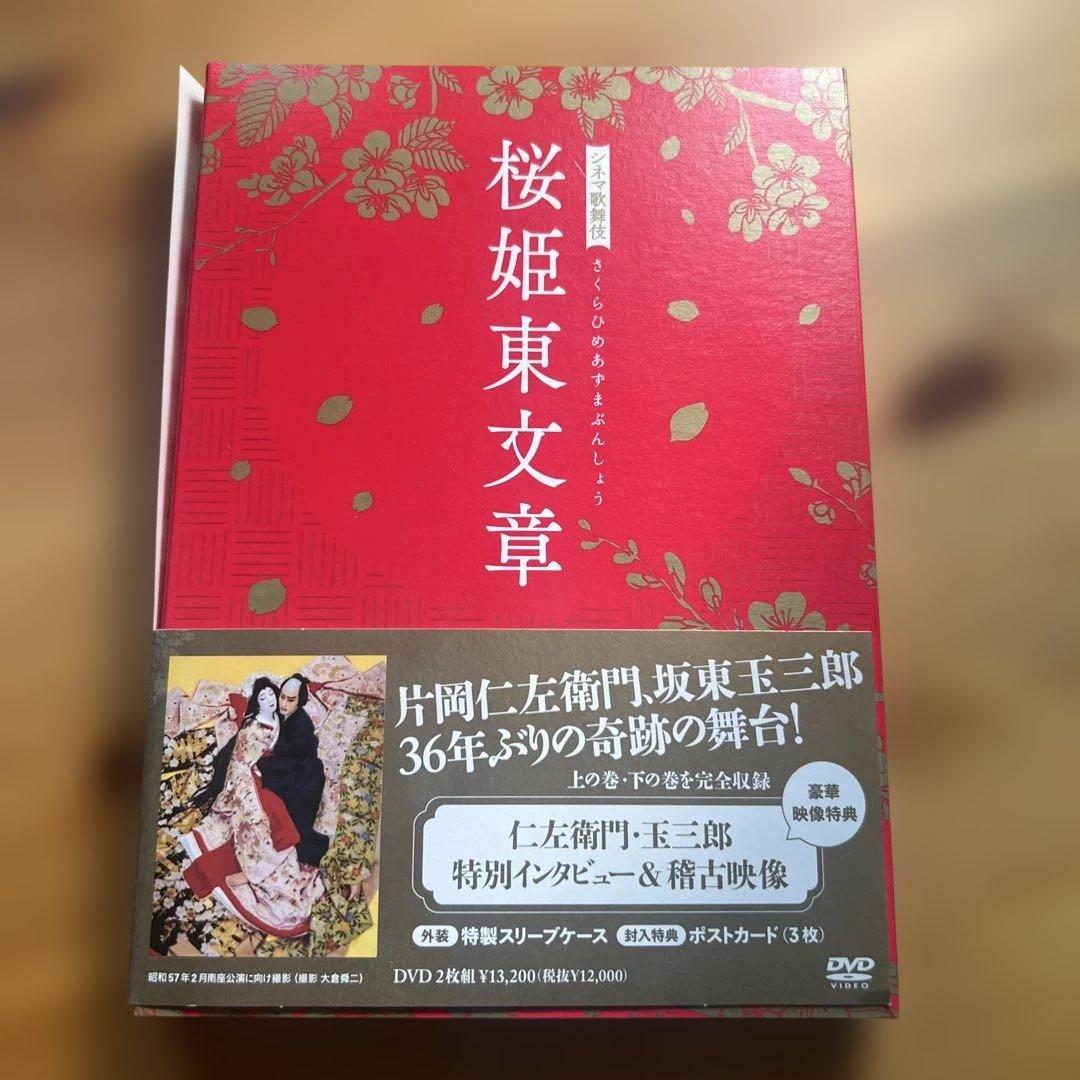 シネマ歌舞伎
桜姫東文章
さくらひめあずまぶんしょう
片岡仁左衛門、坂東玉三郎
36年ぶりの奇跡の舞台!
上の巻・下の巻を完全収録
豪華
映像特典
仁左衛門・玉三郎
特別インタビュー&稽古映像
外装 特製スリーブケース 封入特典 ポストカード(3枚)
昭和57年2月南座公演に向け撮影(撮影 大倉舜二)
DVD 2枚組 ¥13,200(税抜¥12,000)
DVD
VIDEO